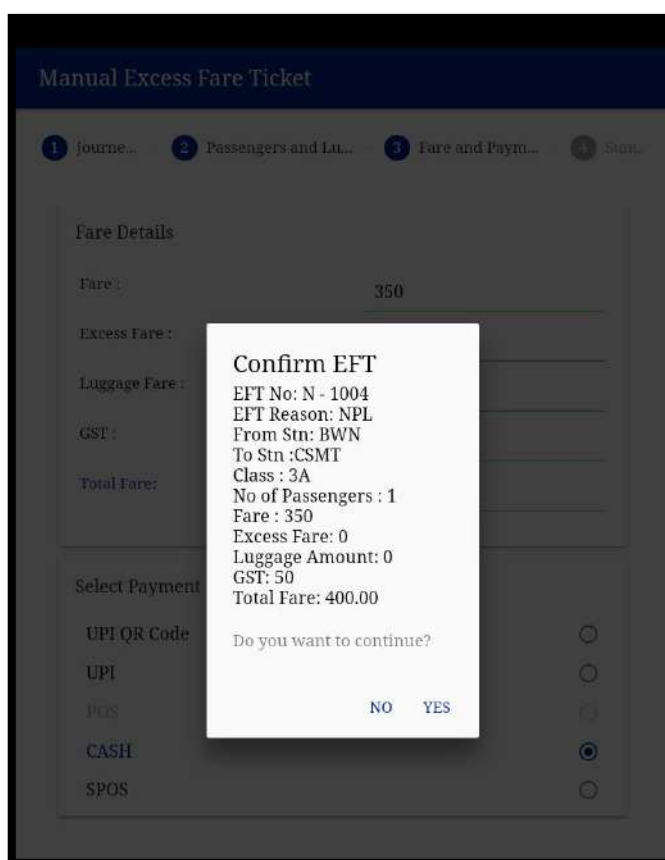 Manual Excess Fare Ticket
1 Journe... 2 Passengers and Lu... 3 Fare and Paym... 4 Sum...
Fare Details
Fare : 350
Excess Fare :
Luggage Fare :
GST :
Total Fare:
Confirm EFT
EFT No: N - 1004
EFT Reason: NPL
From Stn: BWN
To Stn :CSMT
Class : 3A
No of Passengers : 1
Fare : 350
Excess Fare: 0
Luggage Amount: 0
GST: 50
Total Fare: 400.00
Do you want to continue?
NO YES
Select Payment
UPI QR Code
UPI
POS
CASH
SPOS